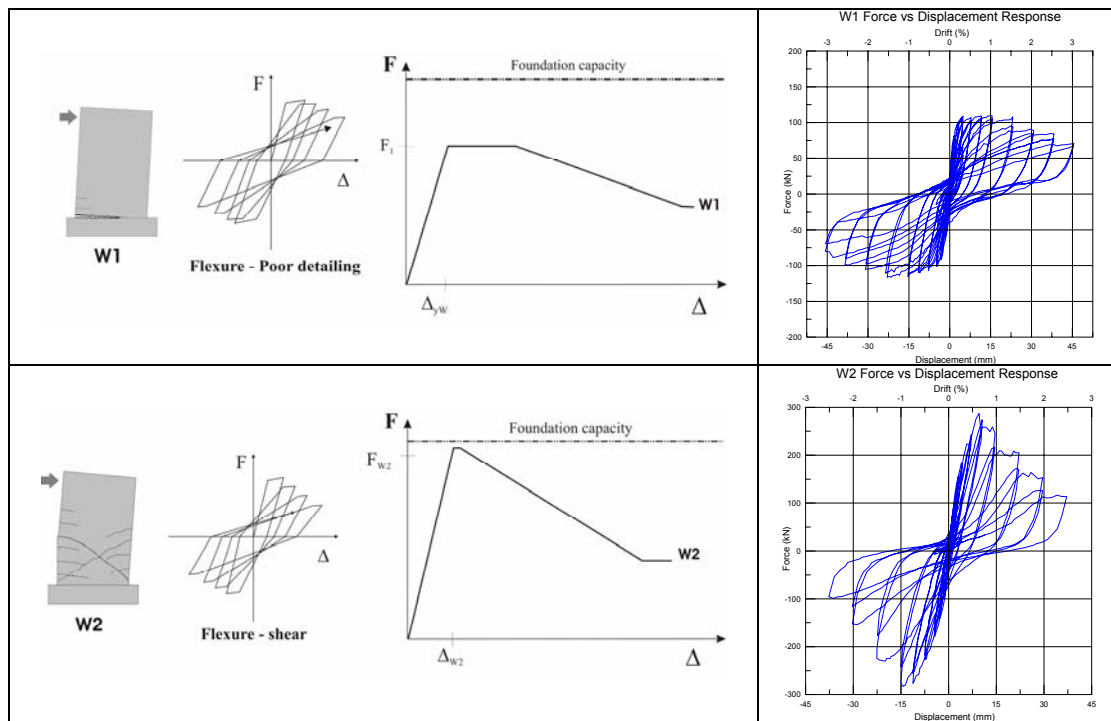 F
Foundation capacity
F
F1
Δ
W1
ΔyW
Δ
W1
Flexure - Poor detailing
W1 Force vs Displacement Response
Drift (%)
-3 -2 -1 0 1 2 3
200
150
100
50
0
-50
-100
-150
-200
Force (kN)
-45 -30 -15 0 15 30 45
Displacement (mm)
F
Foundation capacity
F
FW2
Δ
W2
ΔW2
Δ
W2
Flexure - shear
W2 Force vs Displacement Response
Drift (%)
-3 -2 -1 0 1 2 3
300
200
100
0
-100
-200
-300
Force (kN)
-45 -30 -15 0 15 30 45
Displacement (mm)